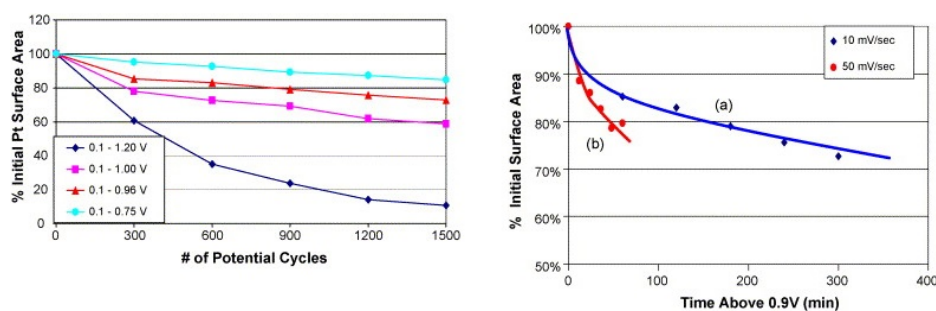 120
100
80
60
40
20
0
% Initial Pt Surface Area
0.1 - 1.20 V
0.1 - 1.00 V
0.1 - 0.96 V
0.1 - 0.75 V
0 300 600 900 1200 1500
# of Potential Cycles
100%
90%
80%
70%
60%
50%
% Initial Surface Area
10 mV/sec
50 mV/sec
(a)
(b)
0 100 200 300 400
Time Above 0.9V (min)